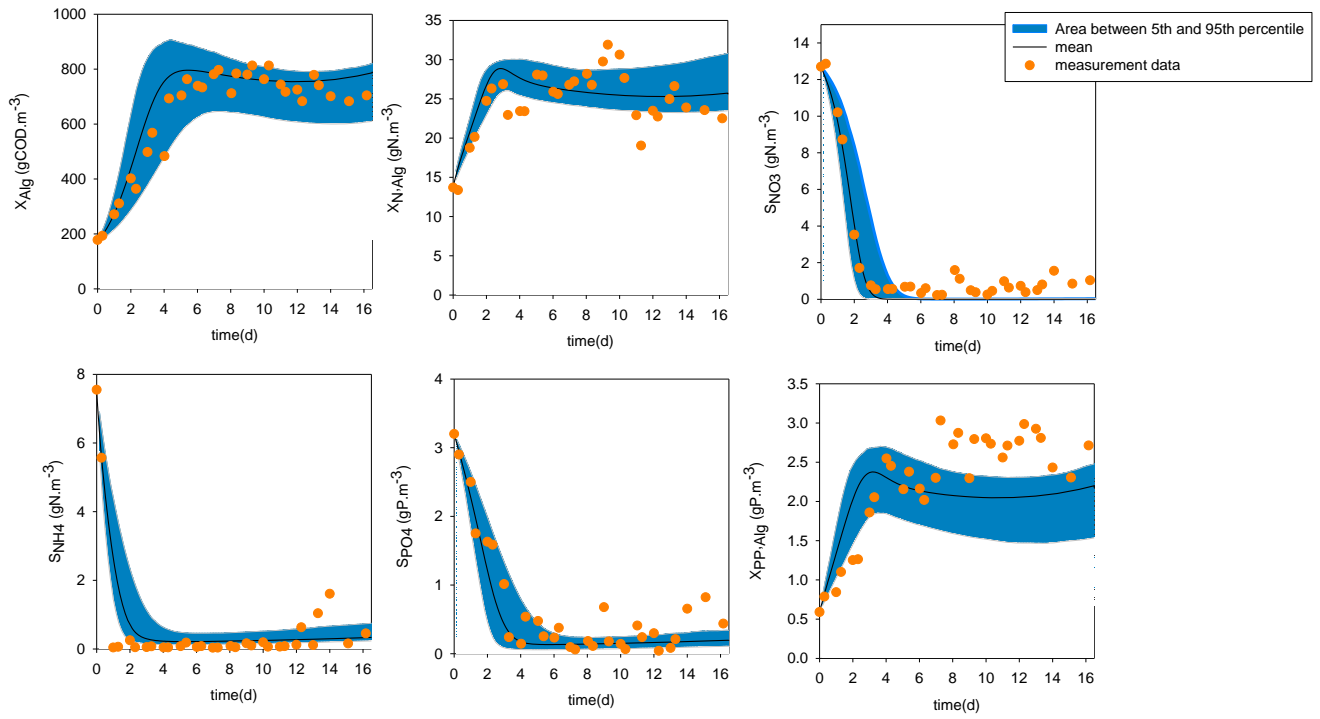 Area between 5th and 95th percentile
mean
measurement data
1000
800
600
400
200
0
X_Alg (gCOD.m^-3)
0 2 4 6 8 10 12 14 16
time(d)
35
30
25
20
15
10
5
0
X_N·Alg (gN.m^-3)
0 2 4 6 8 10 12 14 16
time(d)
14
12
10
8
6
4
2
0
S_NO3 (gN.m^-3)
0 2 4 6 8 10 12 14 16
time(d)
8
6
4
2
0
S_NH4 (gN.m^-3)
0 2 4 6 8 10 12 14 16
time(d)
4
3
2
1
0
S_PO4 (gP.m^-3)
0 2 4 6 8 10 12 14 16
time(d)
3.5
3.0
2.5
2.0
1.5
1.0
0.5
0.0
X_PP·Alg (gP.m^-3)
0 2 4 6 8 10 12 14 16
time(d)